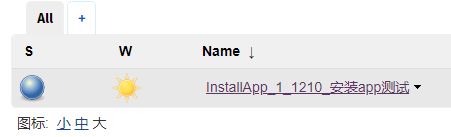 All +
S W Name ↓
InstallApp_1_1210_安装app测试
图标: 小 中 大